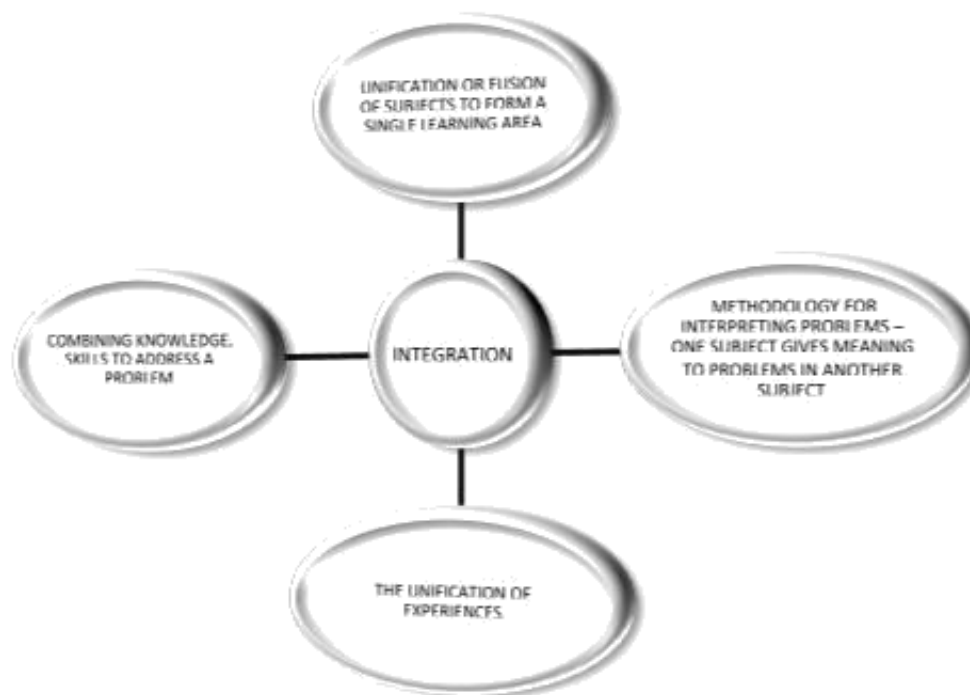 UNIFICATION OR FUSION
OF SUBJECTS TO FORM A
SINGLE LEARNING AREA
COMBINING KNOWLEDGE,
SKILLS TO ADDRESS A
PROBLEM
INTEGRATION
METHODOLOGY FOR
INTERPRETING PROBLEMS –
ONE SUBJECT GIVES MEANING
TO PROBLEMS IN ANOTHER
SUBJECT
THE UNIFICATION OF
EXPERIENCES.